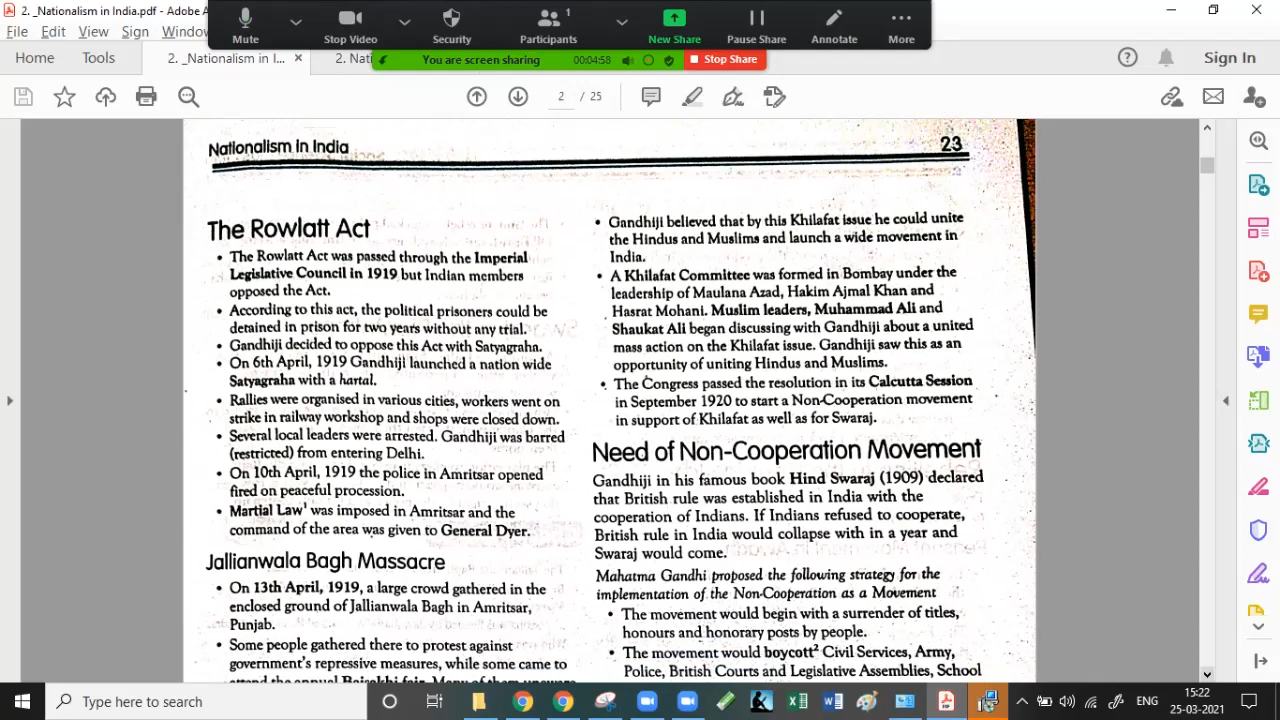 2. _Nationalism in India.pdf - Adobe A
File Edit View Sign Window
Mute
Stop Video
Security
1
Participants
New Share
Pause Share
Annotate
More
You are screen sharing
00:04:58
Stop Share
Home
Tools
2. _Nationalism in I...
2. Nati
Sign In
2 / 25
Nationalism in India
23
The Rowlatt Act
• The Rowlatt Act was passed through the Imperial
Legislative Council in 1919 but Indian members
opposed the Act.
• According to this act, the political prisoners could be
detained in prison for two years without any trial.
• Gandhiji decided to oppose this Act with Satyagraha.
• On 6th April, 1919 Gandhiji launched a nation wide
Satyagraha with a hartal.
• Rallies were organised in various cities, workers went on
strike in railway workshop and shops were closed down.
• Several local leaders were arrested. Gandhiji was barred
(restricted) from entering Delhi.
• On 10th April, 1919 the police in Amritsar opened
fired on peaceful procession.
• Martial Law¹ was imposed in Amritsar and the
command of the area was given to General Dyer.
Jallianwala Bagh Massacre
• On 13th April, 1919, a large crowd gathered in the
enclosed ground of Jallianwala Bagh in Amritsar,
Punjab.
• Some people gathered there to protest against
government's repressive measures, while some came to
attend the annual Baisakhi fair. Many of them
• Gandhiji believed that by this Khilafat issue he could unite
the Hindus and Muslims and launch a wide movement in
India.
• A Khilafat Committee was formed in Bombay under the
leadership of Maulana Azad, Hakim Ajmal Khan and
Hasrat Mohani. Muslim leaders, Muhammad Ali and
Shaukat Ali began discussing with Gandhiji about a united
mass action on the Khilafat issue. Gandhiji saw this as an
opportunity of uniting Hindus and Muslims.
• The Congress passed the resolution in its Calcutta Session
in September 1920 to start a Non-Cooperation movement
in support of Khilafat as well as for Swaraj.
Need of Non-Cooperation Movement
Gandhiji in his famous book Hind Swaraj (1909) declared
that British rule was established in India with the
cooperation of Indians. If Indians refused to cooperate,
British rule in India would collapse with in a year and
Swaraj would come.
Mahatma Gandhi proposed the following strategy for the
implementation of the Non-Cooperation as a Movement
• The movement would begin with a surrender of titles,
honours and honorary posts by people.
• The movement would boycott² Civil Services, Army,
Police, British Courts and Legislative Assemblies, School
Type here to search
ENG
15:22
25-03-2021